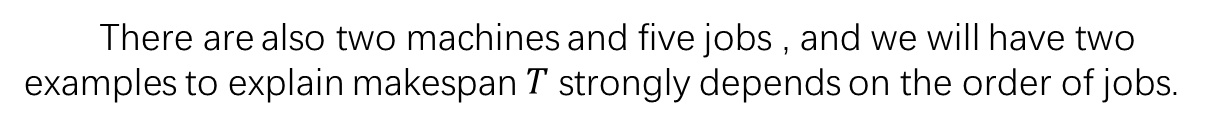 There are also two machines and five jobs , and we will have two
examples to explain makespan T strongly depends on the order of jobs.